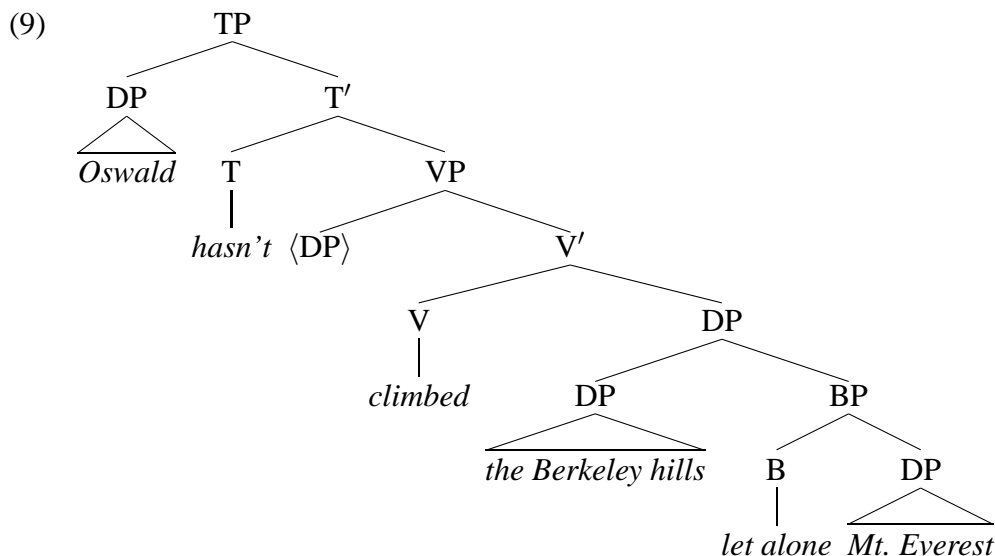 (9) TP
DP T′
Oswald T VP
hasn't ⟨DP⟩ V′
V DP
climbed DP BP
the Berkeley hills B DP
let alone Mt. Everest